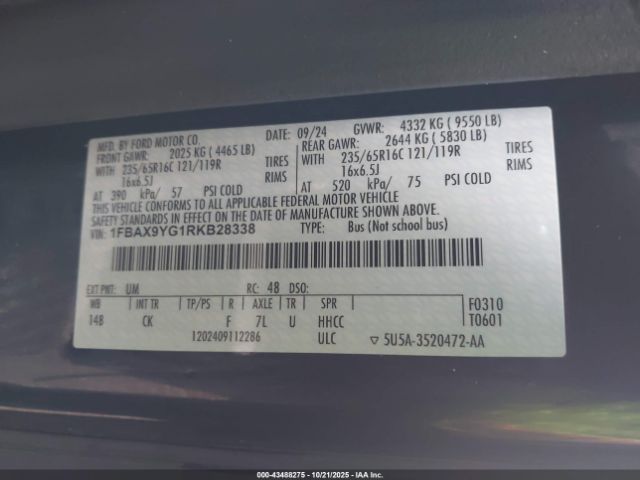 MFD. BY FORD MOTOR CO.
09/24 GVWR: 4332 KG ( 9550 LB)
FRONT GAWR: 2025 KG ( 4465 LB)
REAR GAWR: 2644 KG ( 5830 LB)
WITH 235/65R16C 121/119R TIRES
WITH 235/65R16C 121/119R TIRES
16x6.5J RIMS
16x6.5J RIMS
AT 390 kPa/ 57 PSI COLD
AT 520 kPa/ 75 PSI COLD
THIS VEHICLE CONFORMS TO ALL APPLICABLE FEDERAL MOTOR VEHICLE
SAFETY STANDARDS IN EFFECT ON THE DATE OF MANUFACTURE SHOWN ABOVE.
VIN: 1FBAX9YG1RKB28338 TYPE: Bus (Not school bus)
EXT PNT: UM RC: 48 DSO:
WB INT TR TP/PS R AXLE TR SPR F0310
148 CK F 7L U HHCC T0601
1202409112286 ULC ▽ 5U5A-3520472-AA
000-43488275 - 10/21/2025 - COPYRIGHT IAA, INC.